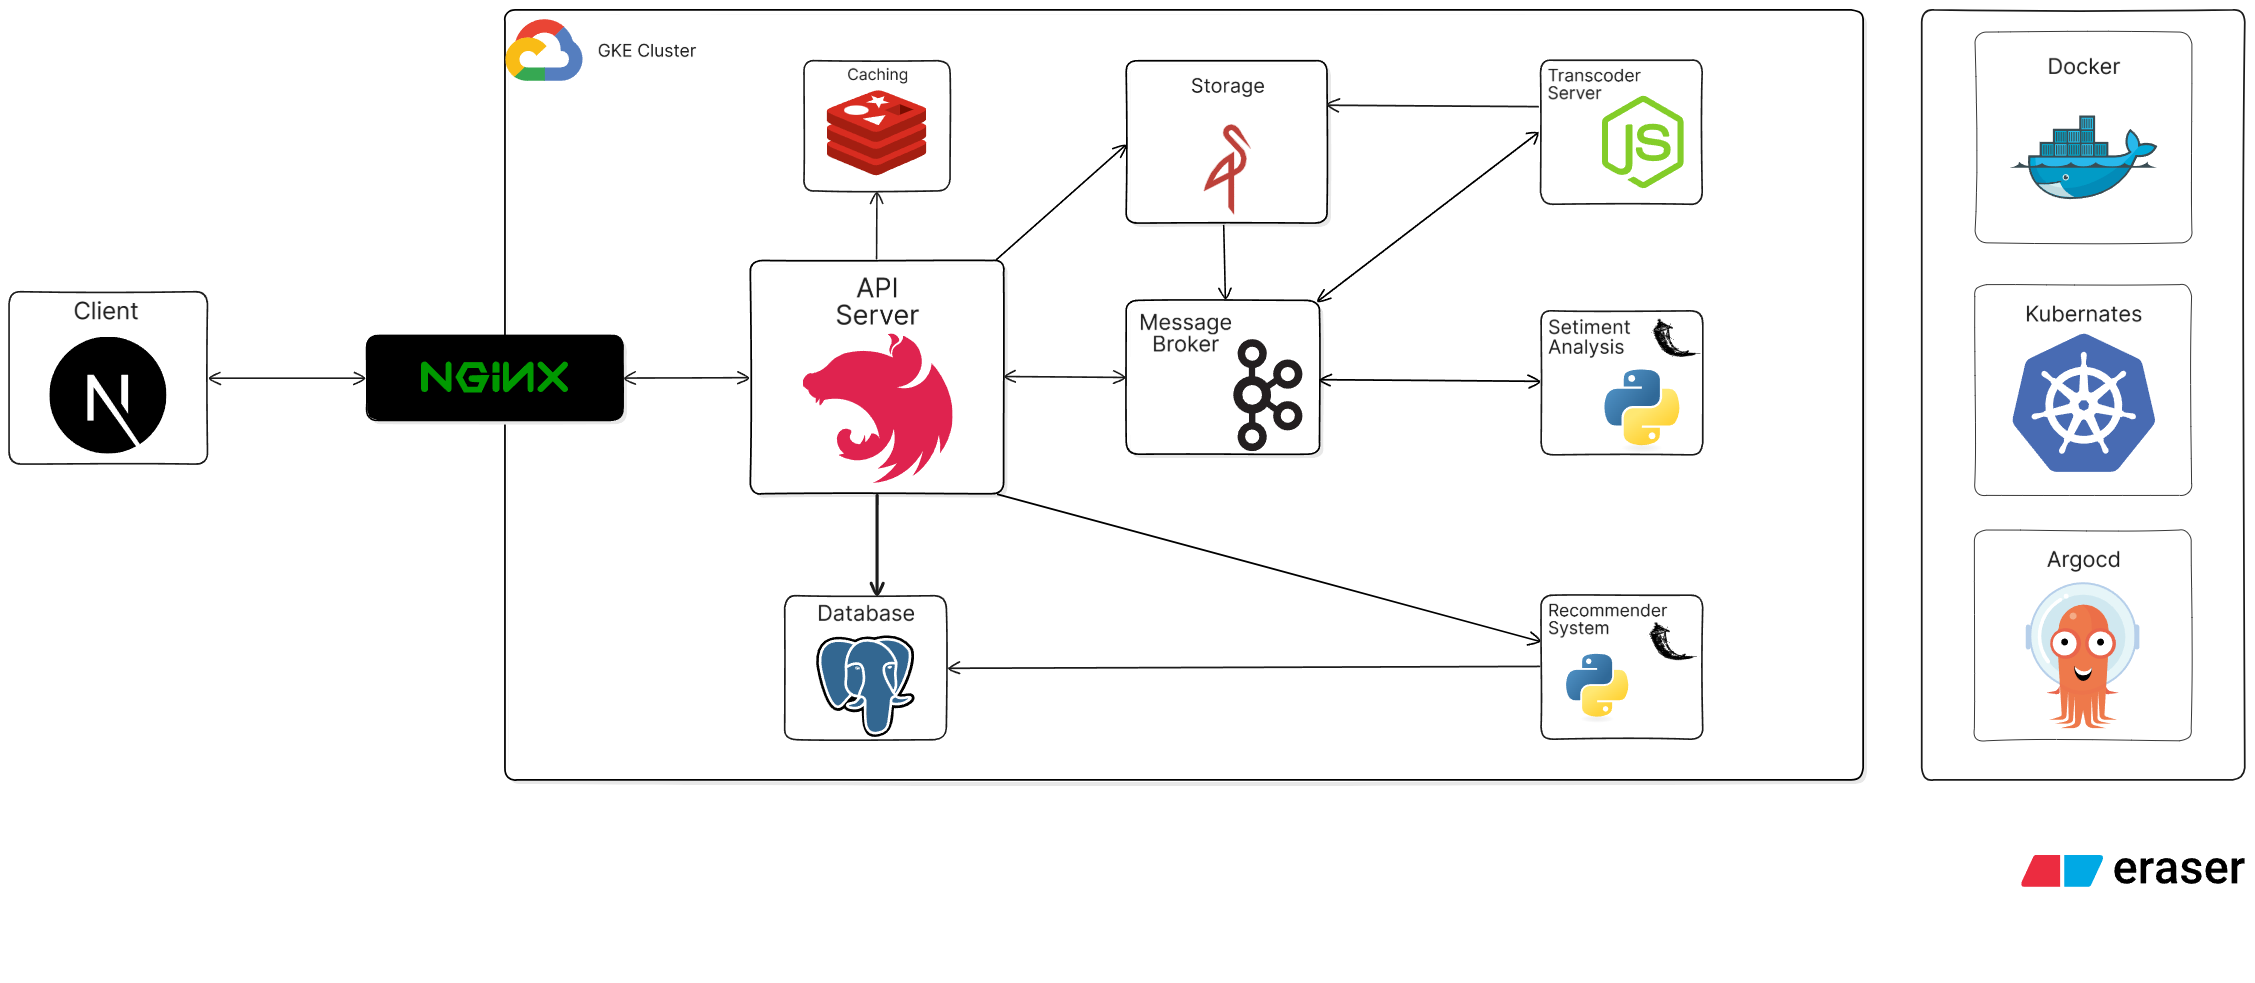 GKE Cluster
Caching
Storage
Transcoder
Server
JS
Docker
Client
N
NGINX
API
Server
Message
Broker
Setiment
Analysis
Kubernates
Database
Recommender
System
Argocd
eraser